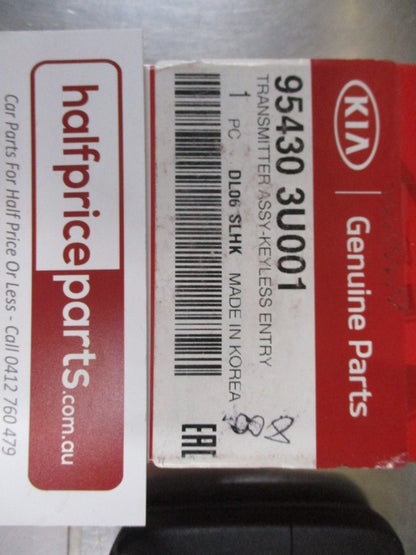 halfpriceparts.com.au
Car Parts For Half Price Or Less - Call 0412 760 479
KIA
Genuine Parts
95430 3U001
TRANSMITTER ASSY-KEYLESS ENTRY
1 PC. DL06 SLHK MADE IN KOREA
EAC